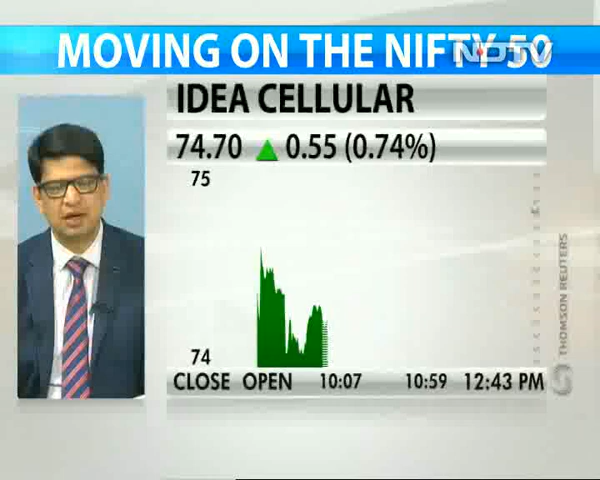 MOVING ON THE NIFTY 50
NDTV
IDEA CELLULAR
74.70 ▲ 0.55 (0.74%)
75
74
CLOSE OPEN 10:07 10:59 12:43 PM
THOMSON REUTERS